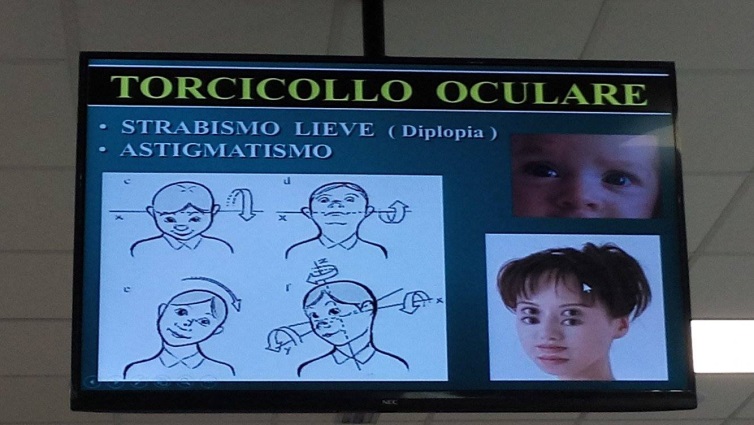 TORCICOLLO OCULARE
• STRABISMO LIEVE ( Diplopia )
• ASTIGMATISMO
c
d
x
x
e
f
z
x
y
NEC